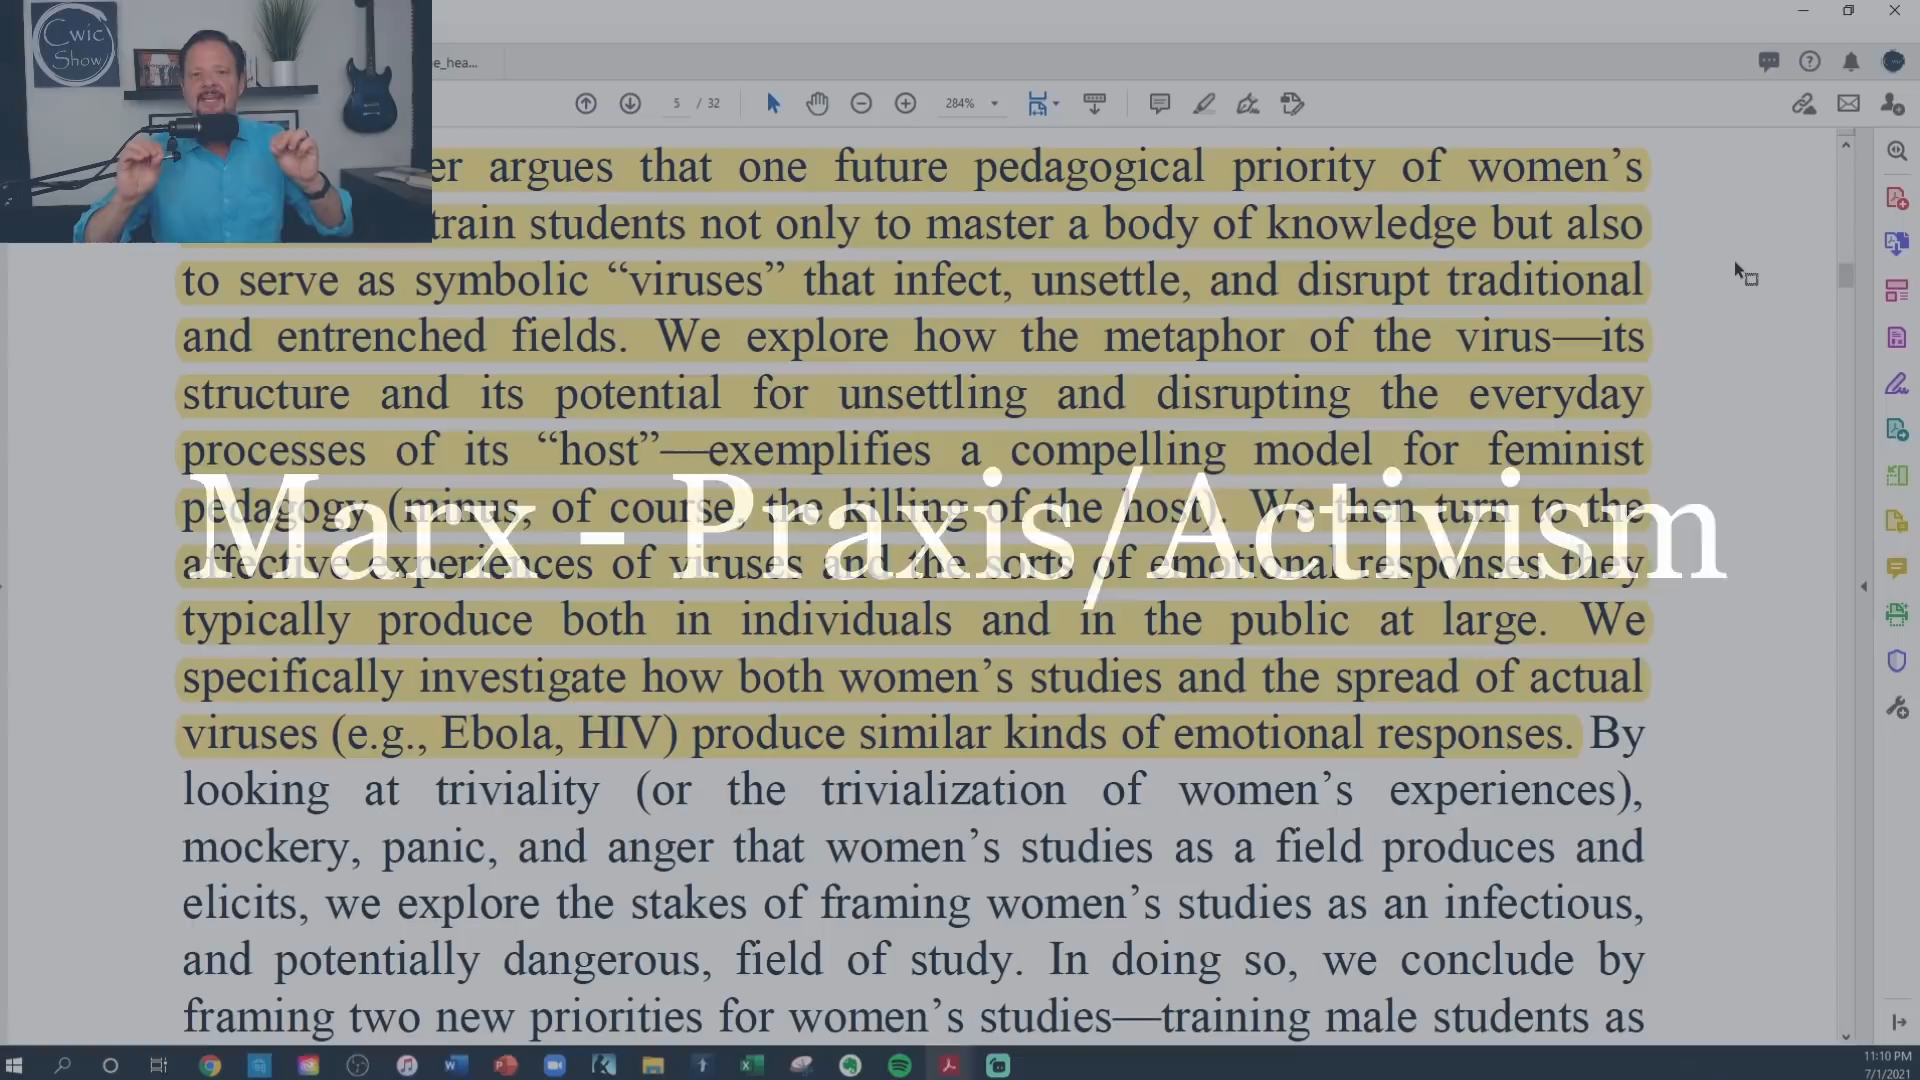 Cwic
Show
e_hea...
5 / 32
284%
er argues that one future pedagogical priority of women’s
train students not only to master a body of knowledge but also
to serve as symbolic “viruses” that infect, unsettle, and disrupt traditional
and entrenched fields. We explore how the metaphor of the virus—its
structure and its potential for unsettling and disrupting the everyday
processes of its “host”—exemplifies a compelling model for feminist
pedagogy (minus, of course, the killing of the host). We then turn to the
Marx - Praxis/Activism
affective experiences of viruses and the sorts of emotional responses they
typically produce both in individuals and in the public at large. We
specifically investigate how both women’s studies and the spread of actual
viruses (e.g., Ebola, HIV) produce similar kinds of emotional responses. By
looking at triviality (or the trivialization of women’s experiences),
mockery, panic, and anger that women’s studies as a field produces and
elicits, we explore the stakes of framing women’s studies as an infectious,
and potentially dangerous, field of study. In doing so, we conclude by
framing two new priorities for women’s studies—training male students as
11:10 PM
7/1/2021